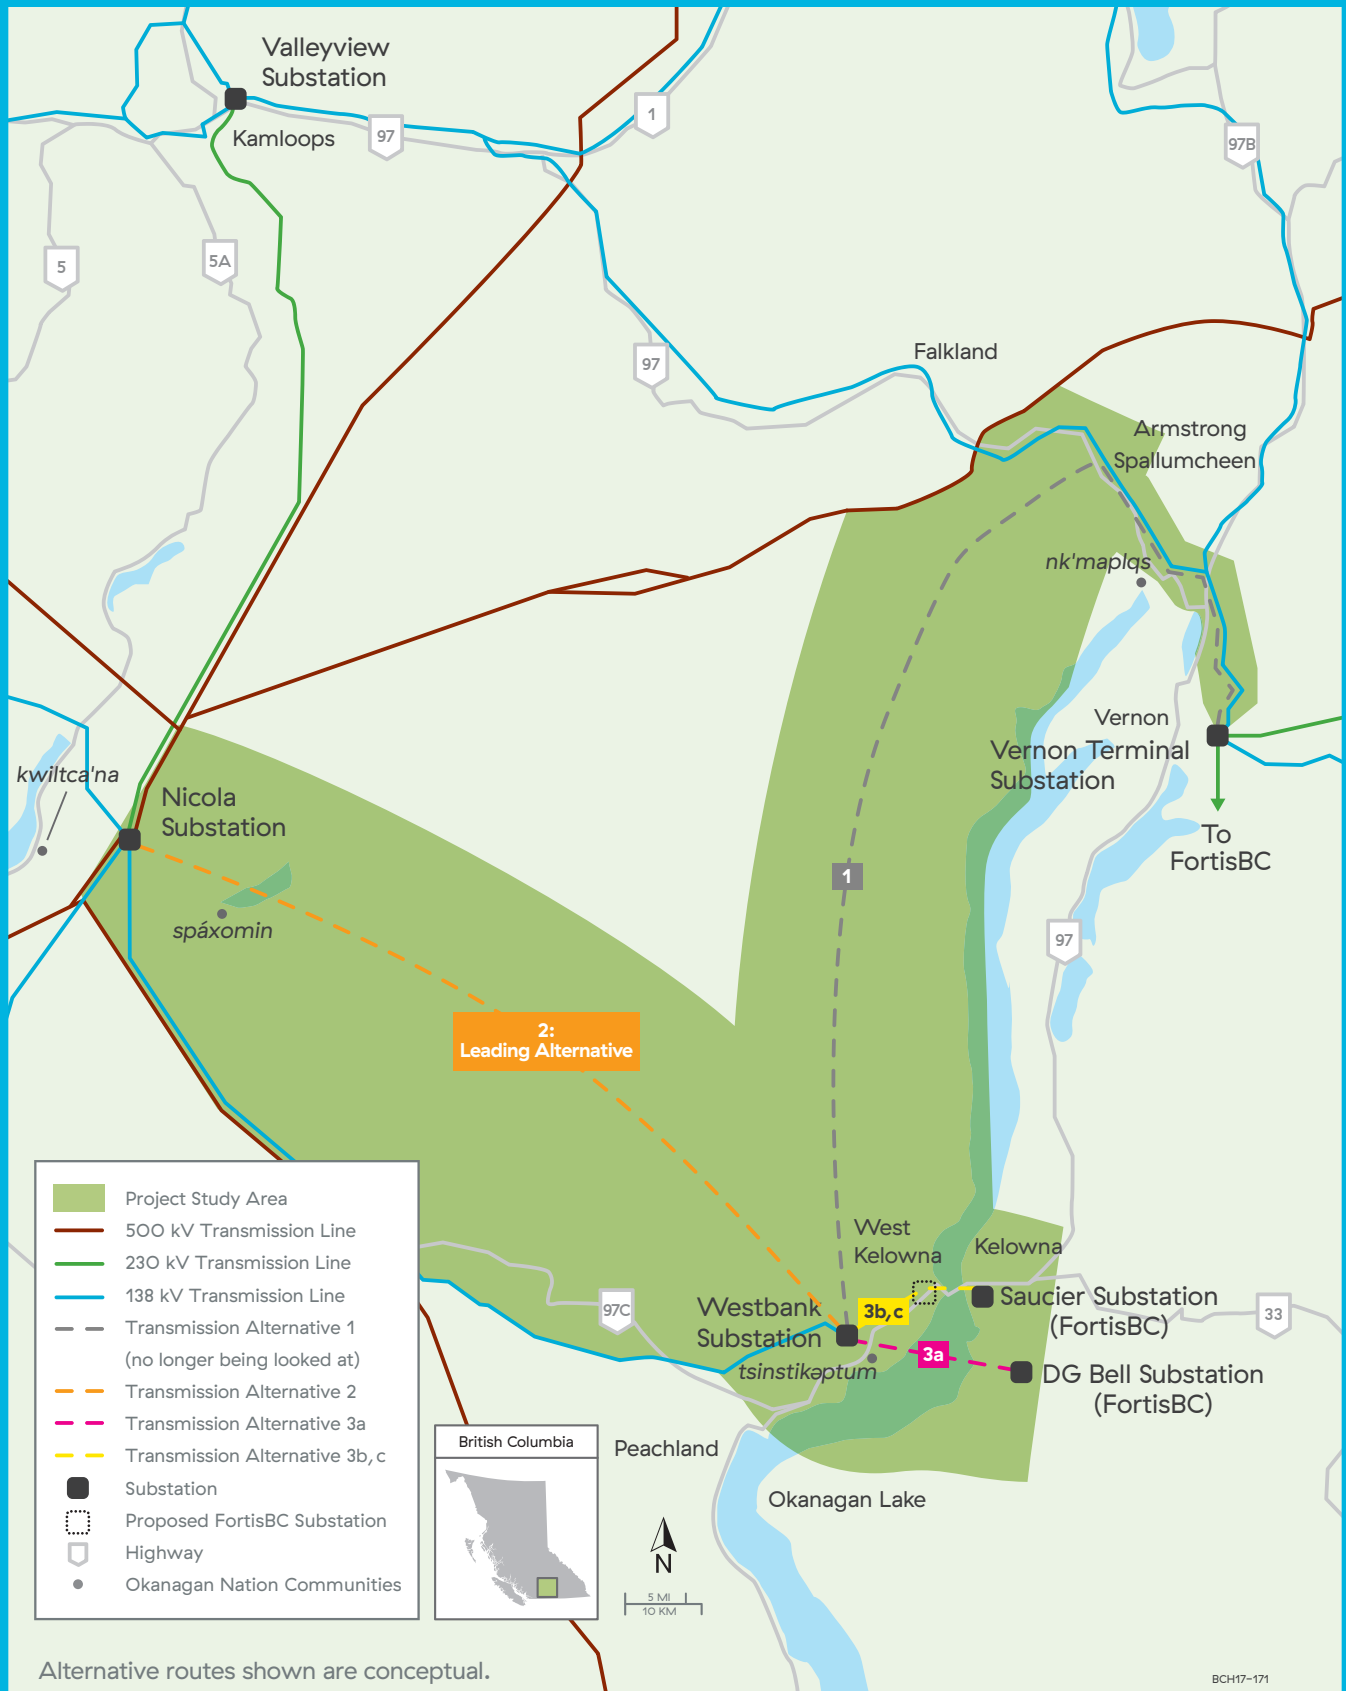 Valleyview
Substation
Kamloops
97
1
97B
5
5A
97
Falkland
Armstrong
Spallumcheen
nk'maplqs
Vernon
Vernon Terminal
Substation
To
FortisBC
kwiltca'na
Nicola
Substation
spáxomin
1
97
2:
Leading Alternative
West
Kelowna
Kelowna
97C
Westbank
Substation
3b,c
3a
tsinstikəptum
Saucier Substation
(FortisBC)
33
DG Bell Substation
(FortisBC)
Peachland
Okanagan Lake
Project Study Area
500 kV Transmission Line
230 kV Transmission Line
138 kV Transmission Line
Transmission Alternative 1
(no longer being looked at)
Transmission Alternative 2
Transmission Alternative 3a
Transmission Alternative 3b,c
Substation
Proposed FortisBC Substation
Highway
Okanagan Nation Communities
British Columbia
N
5 MI
10 KM
Alternative routes shown are conceptual.
BCH17-171